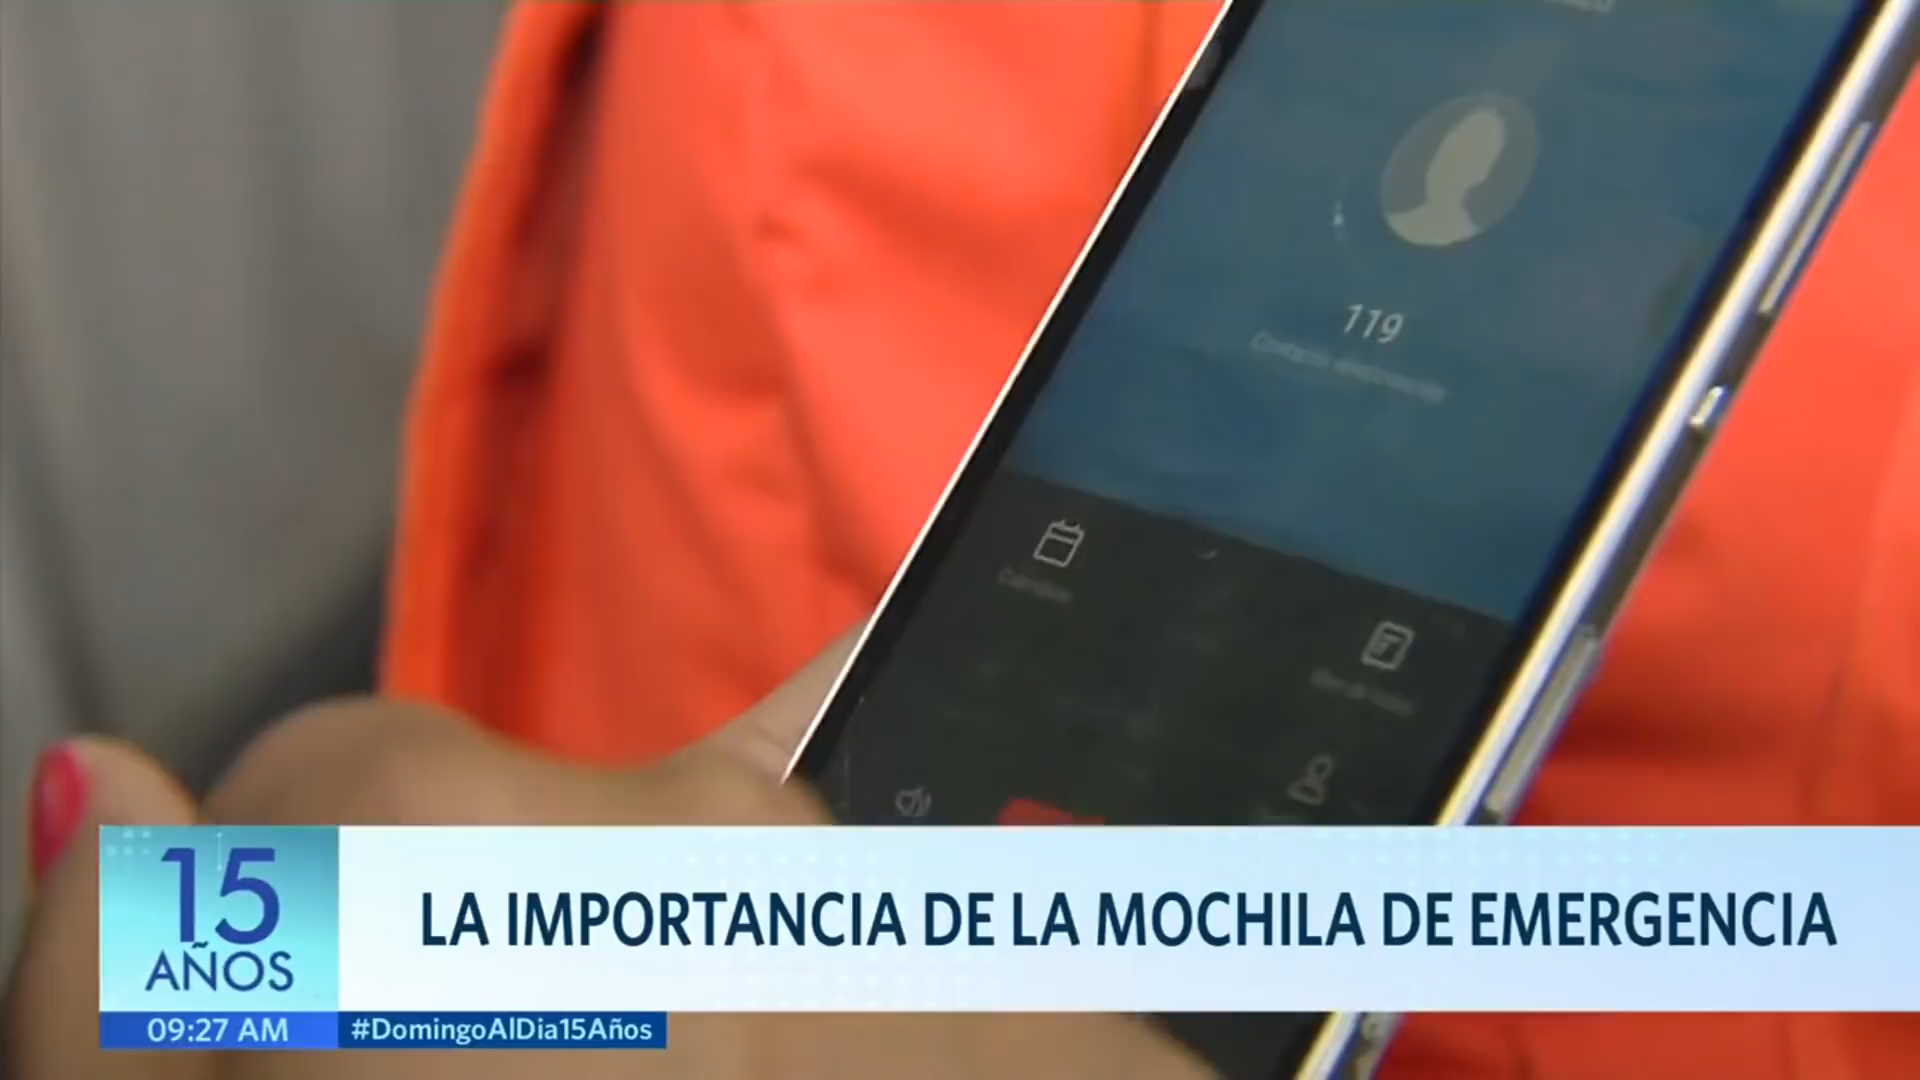 119
LA IMPORTANCIA DE LA MOCHILA DE EMERGENCIA
15
AÑOS
09:27 AM
#DomingoAlDia15Años